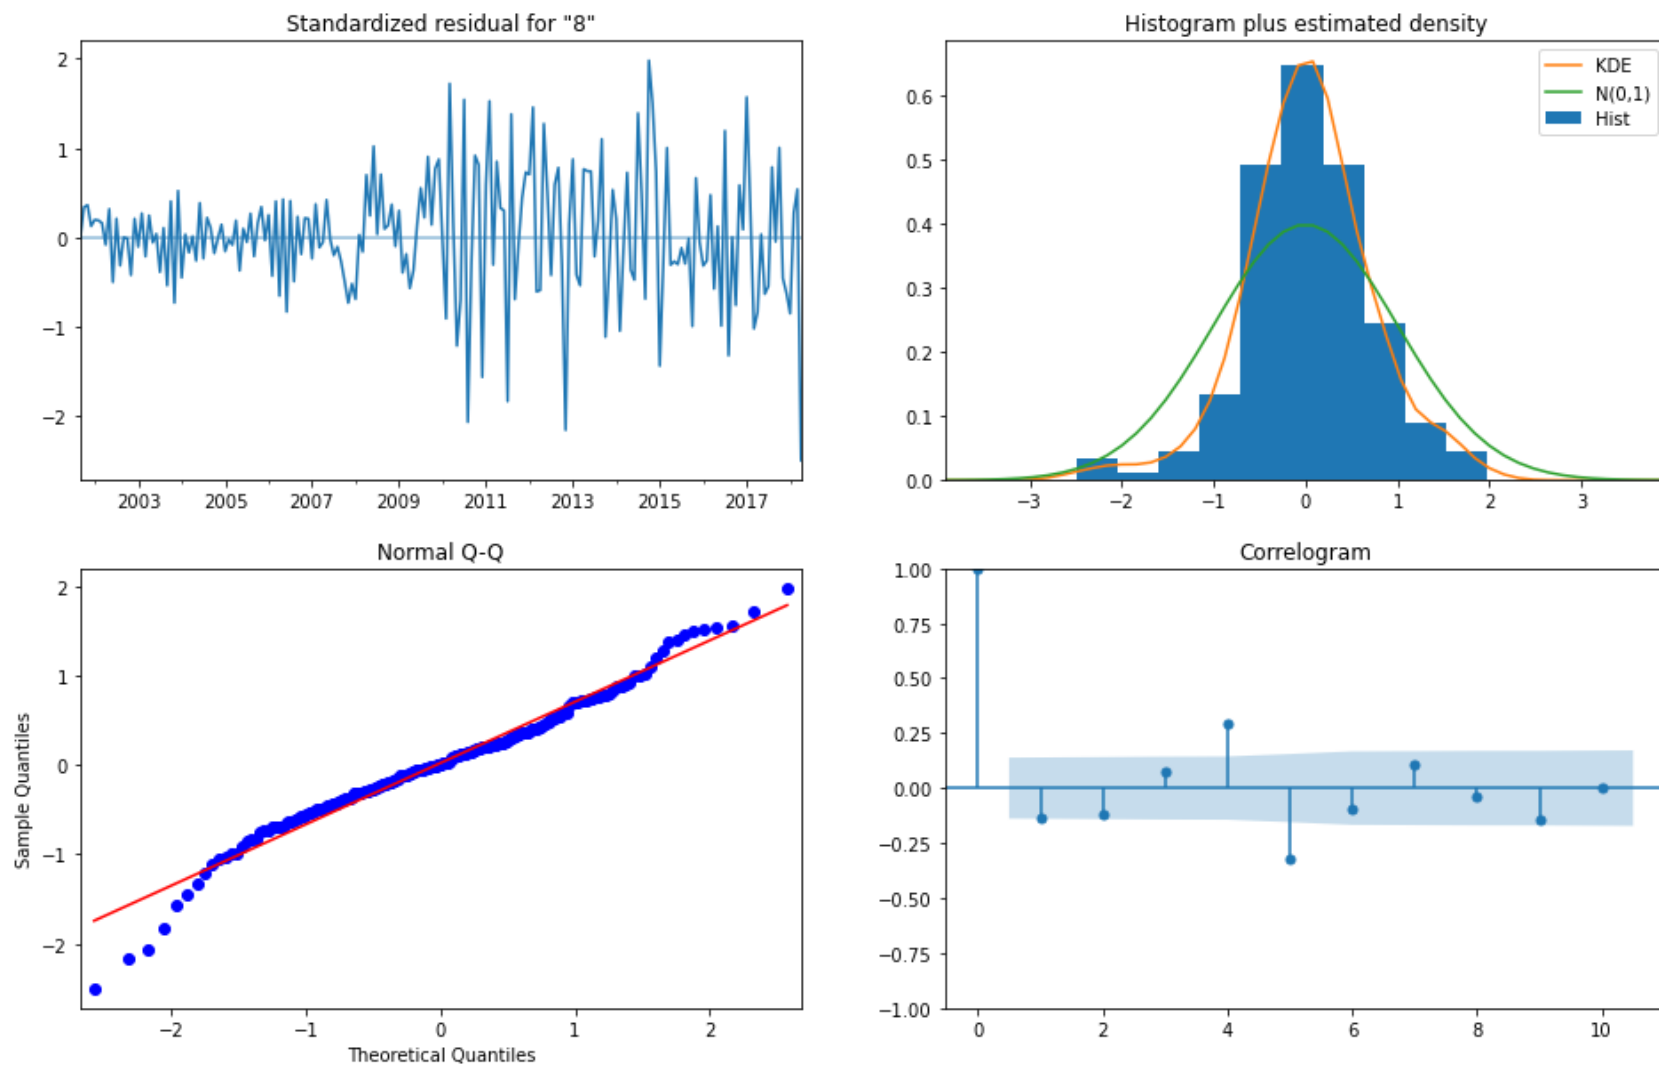 Standardized residual for "8"
2
1
0
−1
−2
2003 2005 2007 2009 2011 2013 2015 2017
Histogram plus estimated density
KDE
N(0,1)
Hist
0.6
0.5
0.4
0.3
0.2
0.1
0.0
−3 −2 −1 0 1 2 3
Normal Q-Q
Sample Quantiles
2
1
0
−1
−2
−2 −1 0 1 2
Theoretical Quantiles
Correlogram
1.00
0.75
0.50
0.25
0.00
−0.25
−0.50
−0.75
−1.00
0 2 4 6 8 10